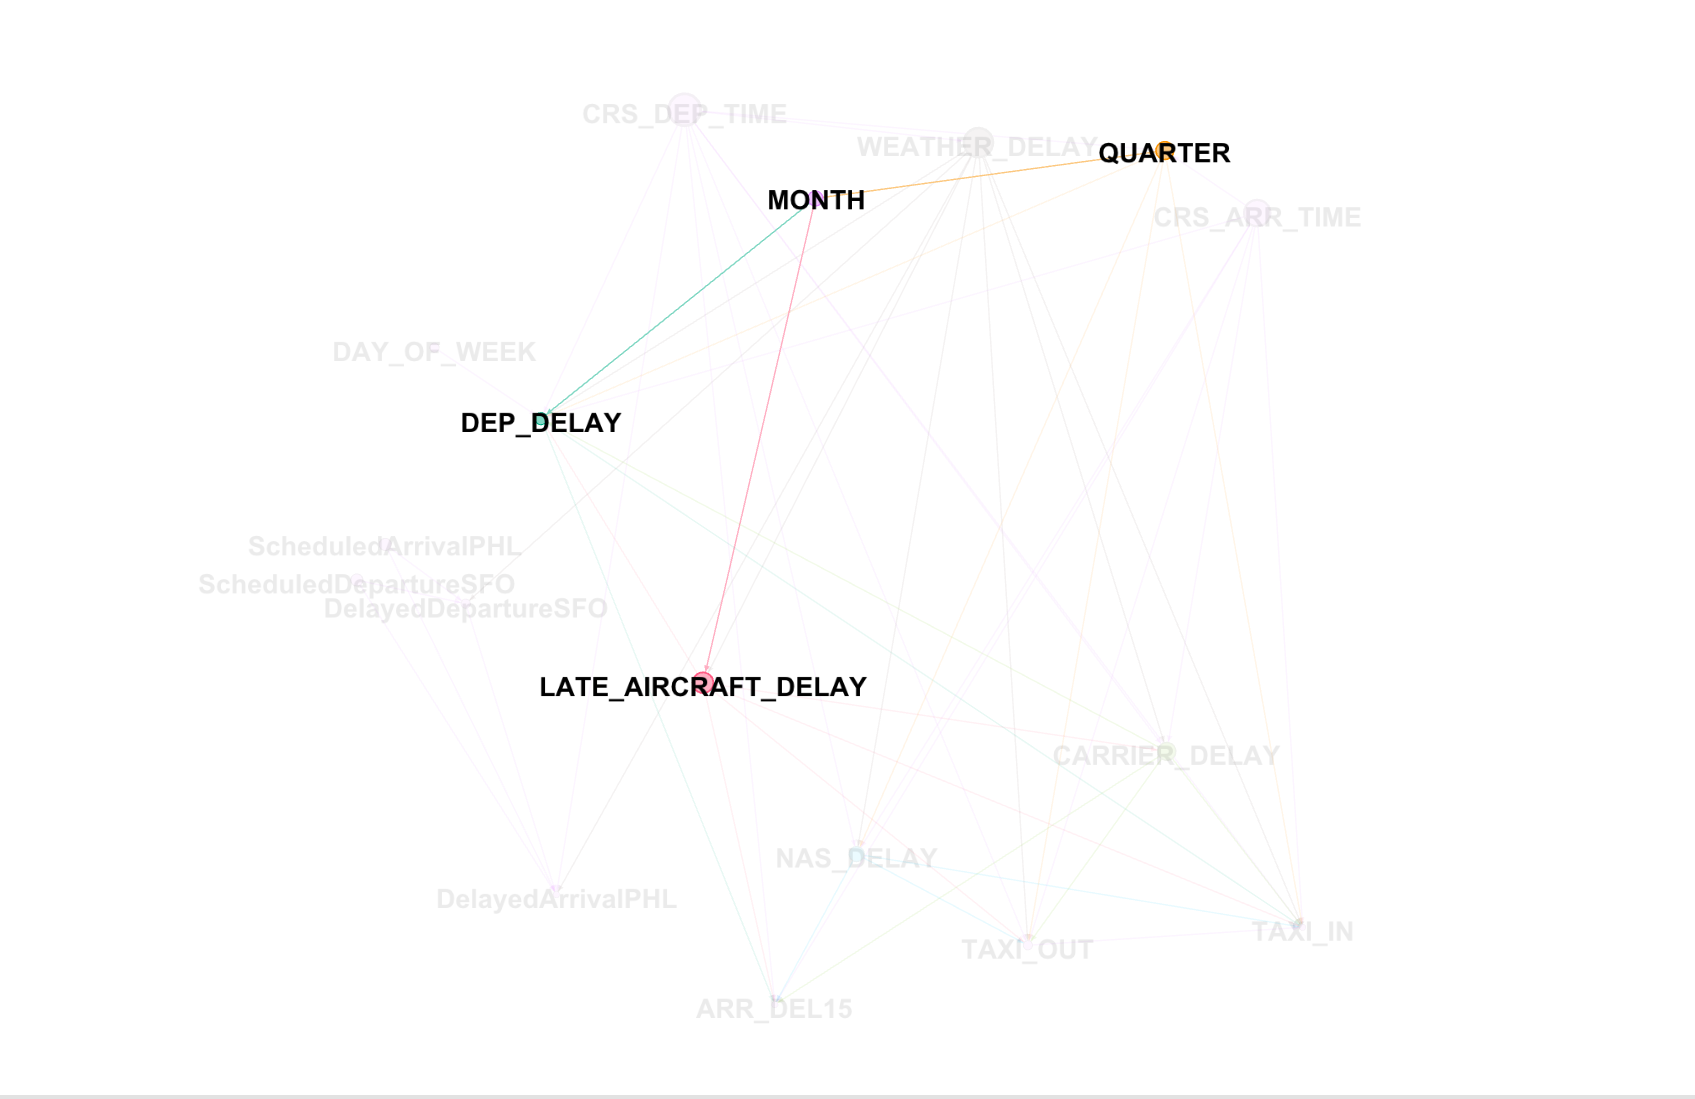 CRS_DEP_TIME
WEATHER_DELAY
QUARTER
MONTH
CRS_ARR_TIME
DAY_OF_WEEK
DEP_DELAY
ScheduledArrivalPHL
ScheduledDepartureSFO
DelayedDepartureSFO
LATE_AIRCRAFT_DELAY
CARRIER_DELAY
NAS_DELAY
DelayedArrivalPHL
TAXI_IN
TAXI_OUT
ARR_DEL15